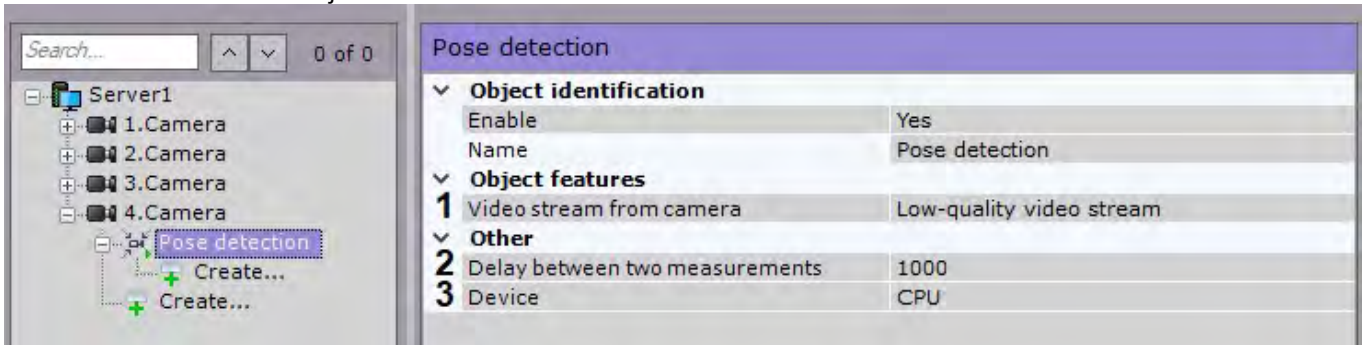 Search... 0 of 0
Server1
1.Camera
2.Camera
3.Camera
4.Camera
Pose detection
Create...
Create...
Pose detection
Object identification
Enable Yes
Name Pose detection
Object features
1 Video stream from camera Low-quality video stream
Other
2 Delay between two measurements 1000
3 Device CPU